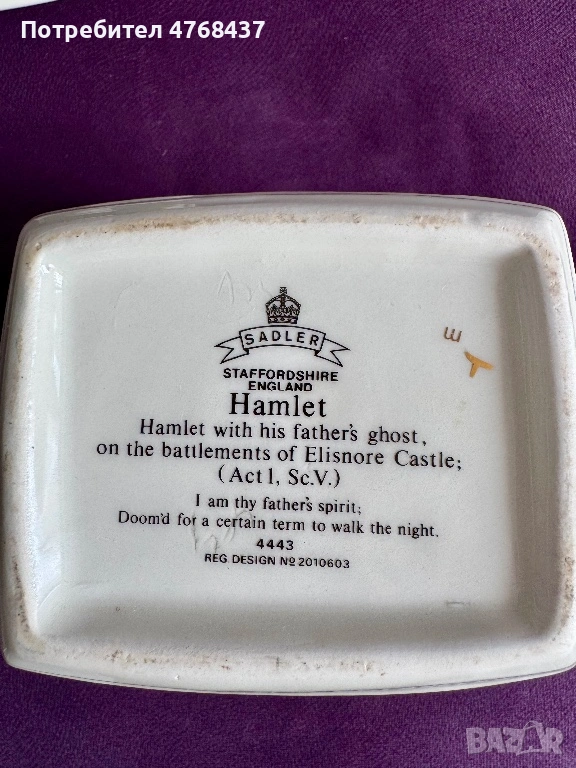 Потребител 4768437
SADLER
STAFFORDSHIRE
ENGLAND
Hamlet
Hamlet with his father's ghost,
on the battlements of Elisnore Castle;
(Act 1, Sc.V.)
I am thy father's spirit;
Doom'd for a certain term to walk the night.
4443
REG DESIGN Nº 2010603
BAZAR